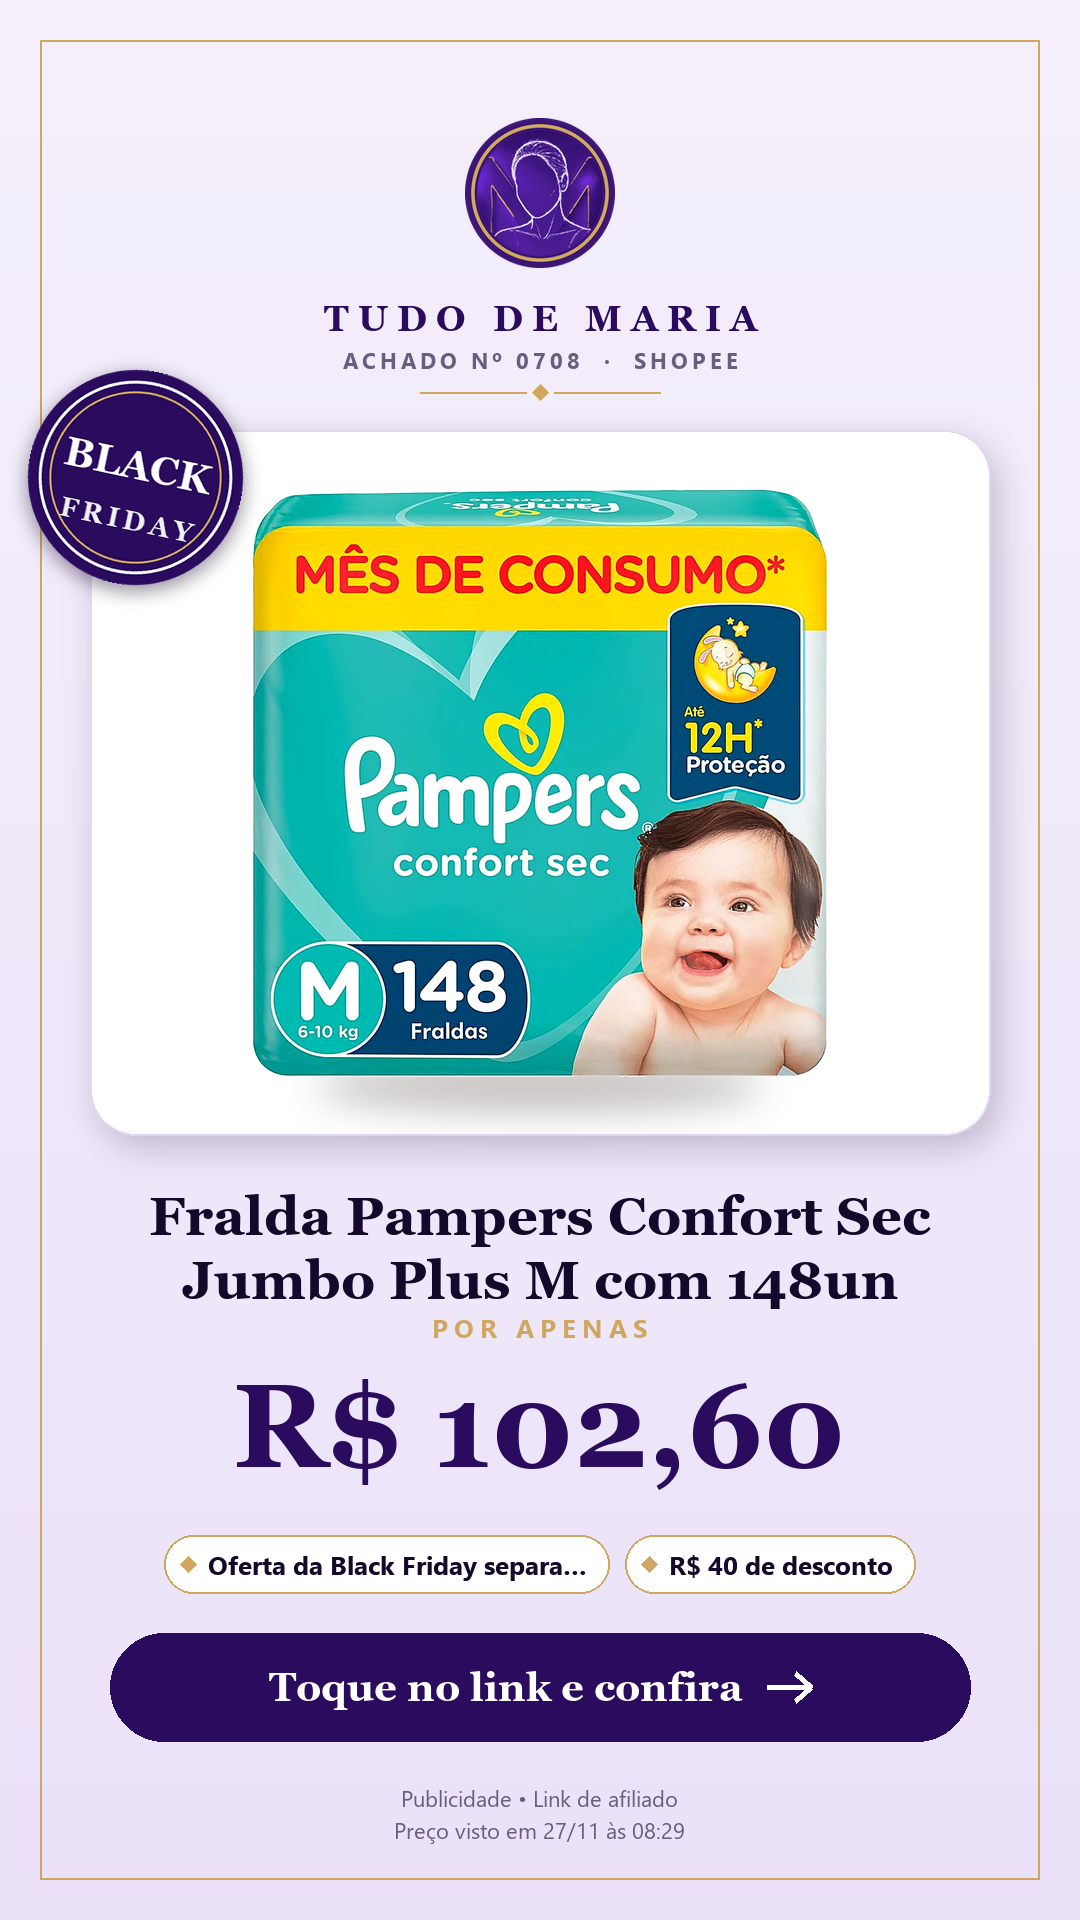 TUDO DE MARIA
ACHADO Nº 0708 · SHOPEE
BLACK
FRIDAY
Pampers
confort sec
MÊS DE CONSUMO*
Até
12H*
Proteção
Pampers®
confort sec
M
6-10 kg
148
Fraldas
Fralda Pampers Confort Sec
Jumbo Plus M com 148un
POR APENAS
R$ 102,60
Oferta da Black Friday separa...
R$ 40 de desconto
Toque no link e confira →
Publicidade • Link de afiliado
Preço visto em 27/11 às 08:29